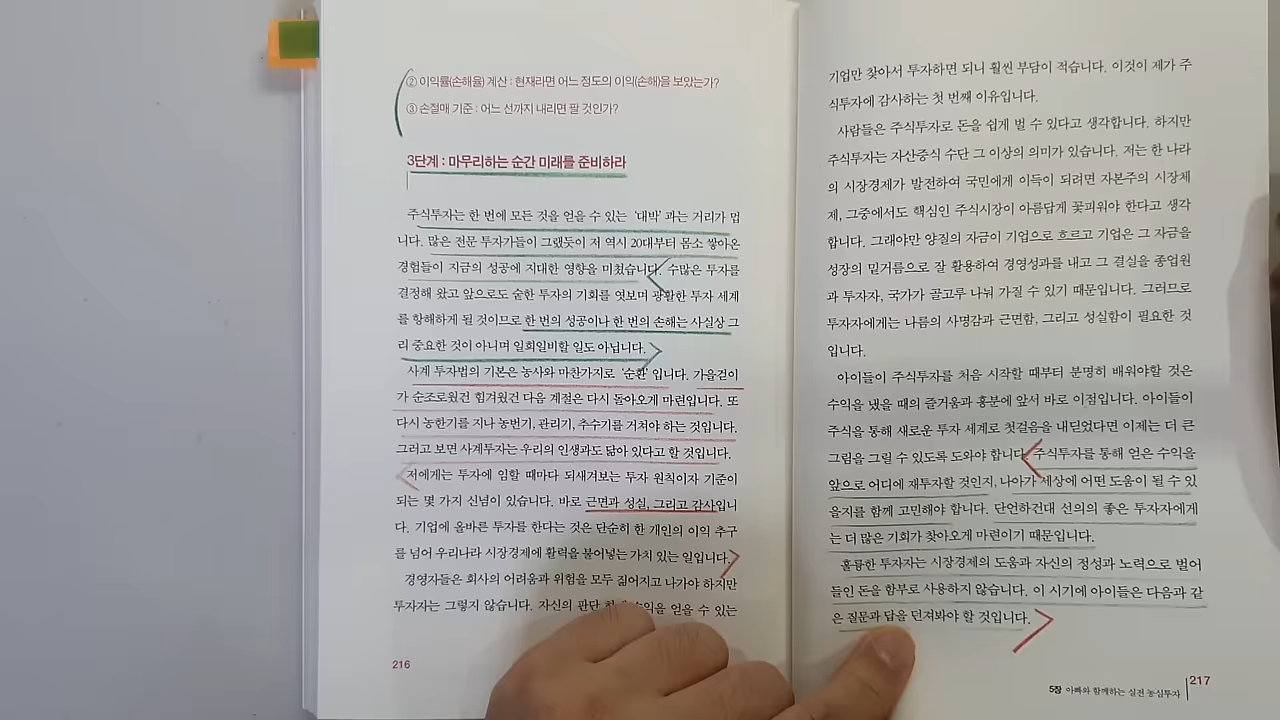 ② 이익률(손해율) 계산 : 현재라면 어느 정도의 이익(손해)을 보았는가?
③ 손절매 기준 : 어느 선까지 내리면 팔 것인가?
3단계 : 마무리하는 순간 미래를 준비하라
주식투자는 한 번에 모든 것을 얻을 수 있는 '대박'과는 거리가 멉
니다. 많은 전문 투자가들이 그랬듯이 저 역시 20대부터 몸소 쌓아온
경험들이 지금의 성공에 지대한 영향을 미쳤습니다. 수많은 투자를
결정해 왔고 앞으로도 숱한 투자의 기회를 엿보며 광활한 투자 세계
를 항해하게 될 것이므로 한 번의 성공이나 한 번의 손해는 사실상 그
리 중요한 것이 아니며 일희일비할 일도 아닙니다.
사계 투자법의 기본은 농사와 마찬가지로 '순환'입니다. 가을걷이
가 순조로웠건 힘겨웠건 다음 계절은 다시 돌아오게 마련입니다. 또
다시 농한기를 지나 농번기, 관리기, 추수기를 거쳐야 하는 것입니다.
그러고 보면 사계투자는 우리의 인생과도 닮아 있다고 할 것입니다.
저에게는 투자에 임할 때마다 되새겨보는 투자 원칙이자 기준이
되는 몇 가지 신념이 있습니다. 바로 근면과 성실, 그리고 감사입니
다. 기업에 올바른 투자를 한다는 것은 단순히 한 개인의 이익 추구
를 넘어 우리나라 시장경제에 활력을 불어넣는 가치 있는 일입니다.
경영자들은 회사의 어려움과 위험을 모두 짊어지고 나가야 하지만
투자자는 그렇지 않습니다. 자신의 판단 을 얻을 수 있는
216
기업만 찾아서 투자하면 되니 훨씬 부담이 적습니다. 이것이 제가 주
식투자에 감사하는 첫 번째 이유입니다.
사람들은 주식투자로 돈을 쉽게 벌 수 있다고 생각합니다. 하지만
주식투자는 자산증식 수단 그 이상의 의미가 있습니다. 저는 한 나라
의 시장경제가 발전하여 국민에게 이득이 되려면 자본주의 시장체
제, 그중에서도 핵심인 주식시장이 아름답게 꽃피워야 한다고 생각
합니다. 그래야만 양질의 자금이 기업으로 흐르고 기업은 그 자금을
성장의 밑거름으로 잘 활용하여 경영성과를 내고 그 결실을 종업원
과 투자자, 국가가 골고루 나눠 가질 수 있기 때문입니다. 그러므로
투자자에게는 나름의 사명감과 근면함, 그리고 성실함이 필요한 것
입니다.
아이들이 주식투자를 처음 시작할 때부터 분명히 배워야할 것은
수익을 냈을 때의 즐거움과 흥분에 앞서 바로 이점입니다. 아이들이
주식을 통해 새로운 투자 세계로 첫걸음을 내딛었다면 이제는 더 큰
그림을 그릴 수 있도록 도와야 합니다. 주식투자를 통해 얻은 수익을
앞으로 어디에 재투자할 것인지, 나아가 세상에 어떤 도움이 될 수 있
을지를 함께 고민해야 합니다. 단언하건대 선의의 좋은 투자자에게
는 더 많은 기회가 찾아오게 마련이기 때문입니다.
훌륭한 투자자는 시장경제의 도움과 자신의 정성과 노력으로 벌어
들인 돈을 함부로 사용하지 않습니다. 이 시기에 아이들은 다음과 같
은 질문과 답을 던져봐야 할 것입니다.
5장 아빠와 함께하는 실전 농심투자 217